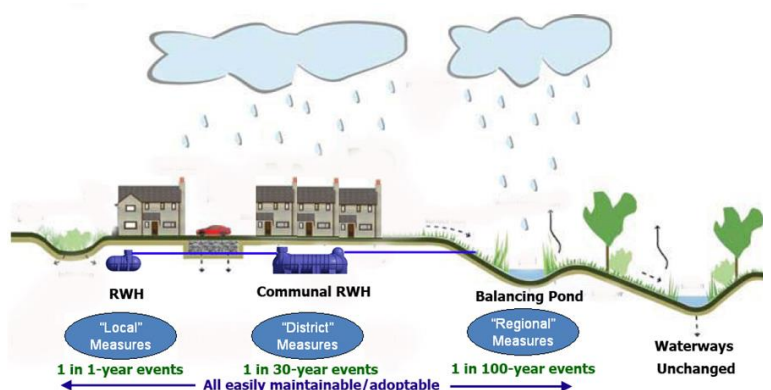 RWH
Communal RWH
Balancing Pond
"Local"
Measures
"District"
Measures
"Regional"
Measures
Waterways
Unchanged
1 in 1-year events
1 in 30-year events
1 in 100-year events
All easily maintainable/adoptable